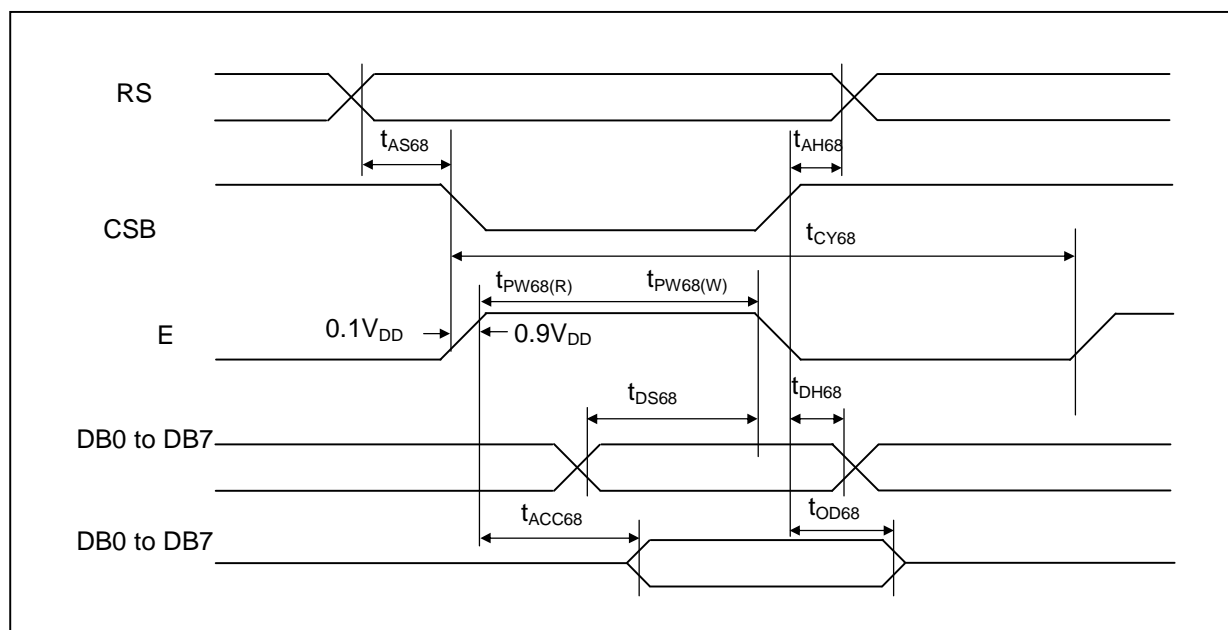 RS
tAS68
tAH68
CSB
tCY68
tPW68(R) tPW68(W)
E
0.1VDD
0.9VDD
tDS68
tDH68
DB0 to DB7
tACC68
tOD68
DB0 to DB7